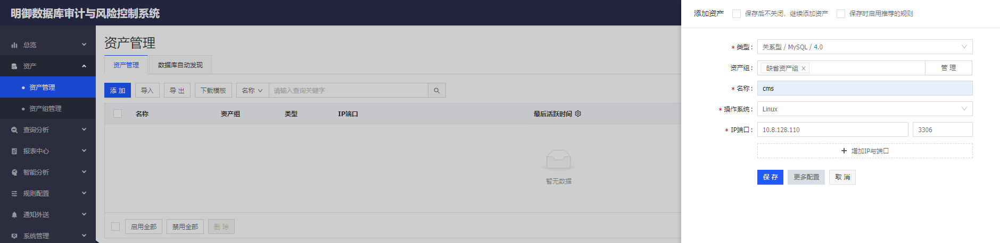 明御数据库审计与风险控制系统
总览
资产
资产管理
资产组管理
查询分析
报表中心
智能分析
规则配置
通知外送
系统管理
资产管理
资产管理 数据库自动发现
添加 导入 导出 下载模板 名称 请输入查询关键字
名称 资产组 类型 IP端口 最后活跃时间
暂无数据
启用全部 禁用全部 删除
添加资产 保存后不关闭，继续添加资产 保存时启用推荐的规则
* 类型： 关系型 / MySQL / 4.0
资产组： 缺省资产组 × 管理
* 名称： cms
* 操作系统： Linux
* IP端口： 10.8.128.110 3306
+ 增加IP与端口
保存 更多配置 取消